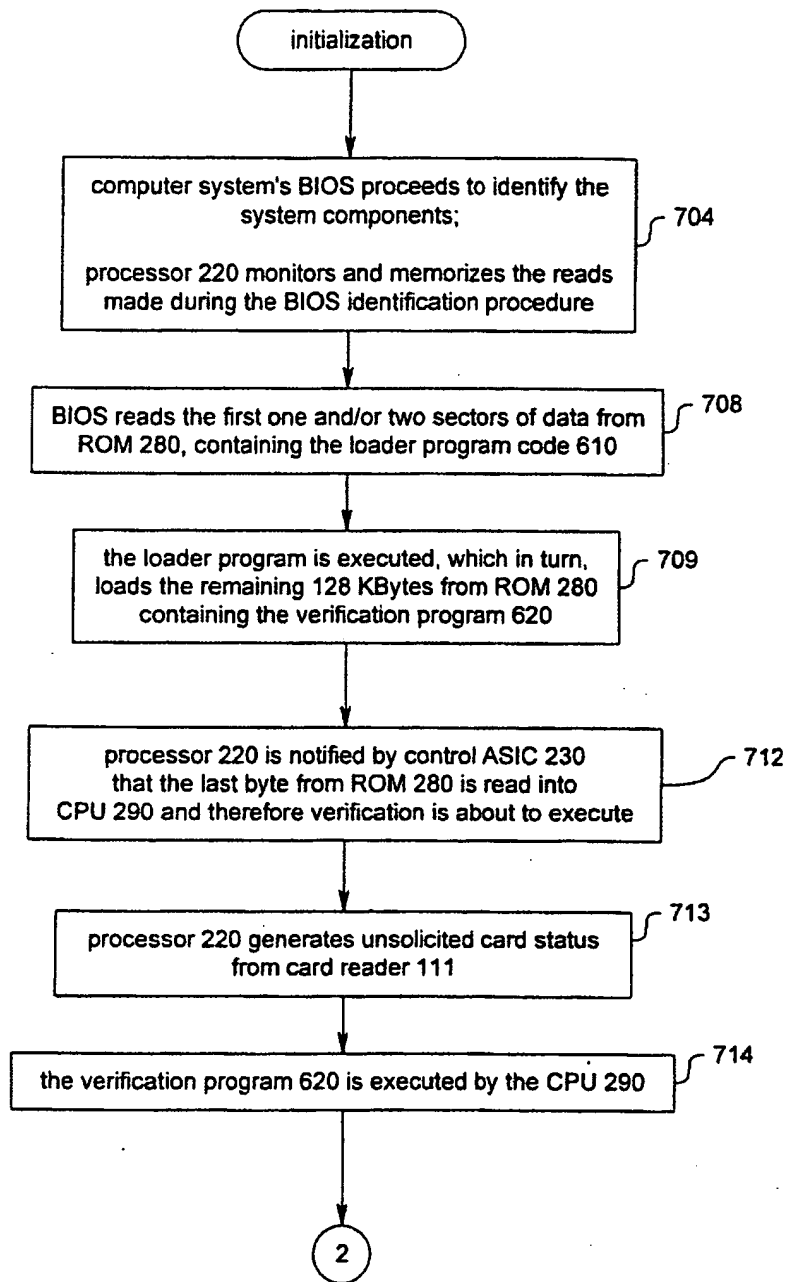 initialization
computer system's BIOS proceeds to identify the
system components;
processor 220 monitors and memorizes the reads
made during the BIOS identification procedure
704
BIOS reads the first one and/or two sectors of data from
ROM 280, containing the loader program code 610
708
the loader program is executed, which in turn,
loads the remaining 128 KBytes from ROM 280
containing the verification program 620
709
processor 220 is notified by control ASIC 230
that the last byte from ROM 280 is read into
CPU 290 and therefore verification is about to execute
712
processor 220 generates unsolicited card status
from card reader 111
713
the verification program 620 is executed by the CPU 290
714
2